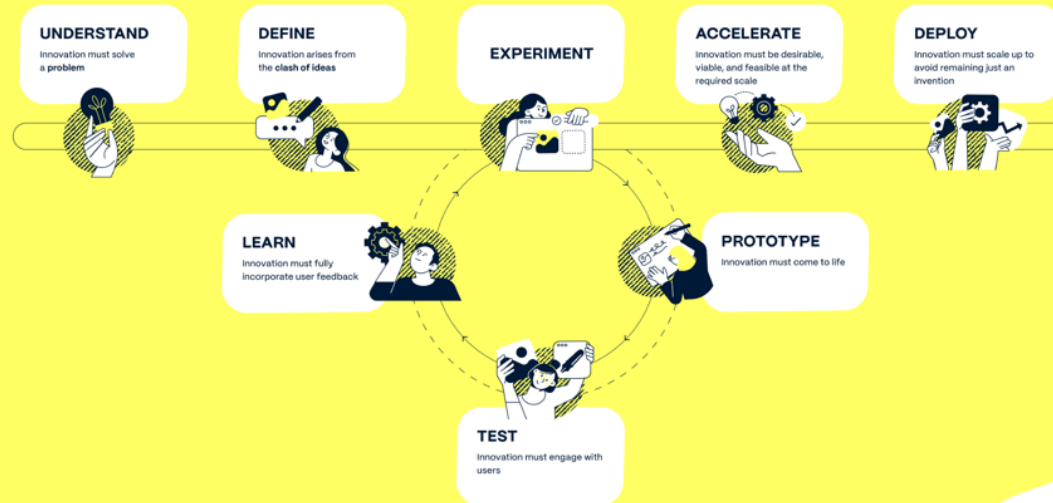 UNDERSTAND
Innovation must solve
a problem
DEFINE
Innovation arises from
the clash of ideas
EXPERIMENT
ACCELERATE
Innovation must be desirable,
viable, and feasible at the
required scale
DEPLOY
Innovation must scale up to
avoid remaining just an
invention
LEARN
Innovation must fully
incorporate user feedback
PROTOTYPE
Innovation must come to life
TEST
Innovation must engage with
users